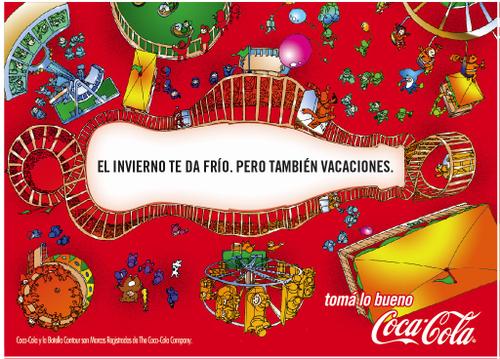 EL INVIERNO TE DA FRÍO. PERO TAMBIÉN VACACIONES.
tomá lo bueno
Coca-Cola
Coca-Cola y la Botella Contour son Marcas Registradas de The Coca-Cola Company.